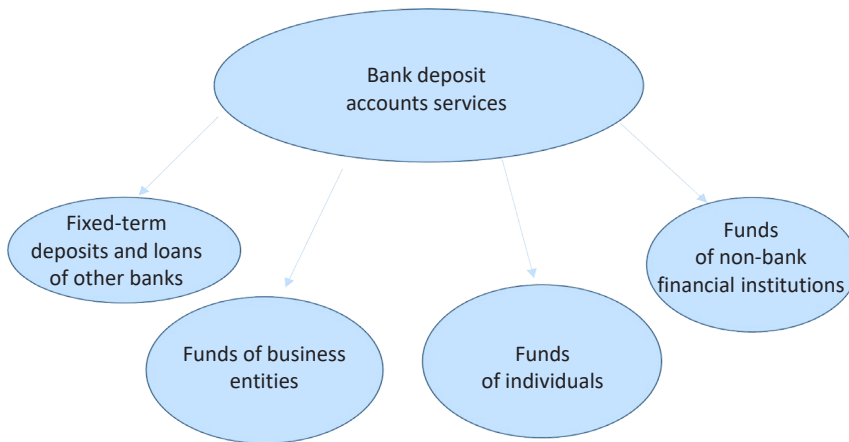 Bank deposit
accounts services
Fixed-term
deposits and loans
of other banks
Funds of business
entities
Funds
of individuals
Funds
of non-bank
financial institutions